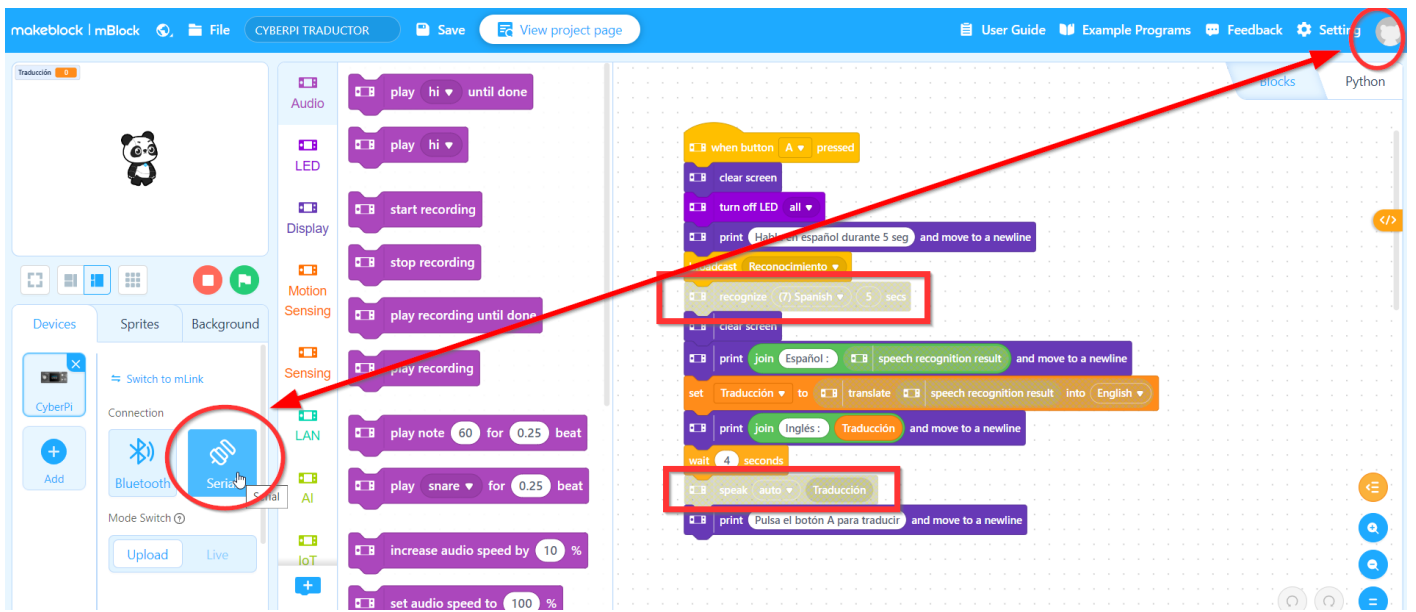 makeblock | mBlock File CYBERPI TRADUCTOR Save View project page User Guide Example Programs Feedback Setting
Traducción 0
Blocks Python
Audio
LED
Display
Motion
Sensing
Sensing
LAN
AI
IoT
play hi until done
play hi
start recording
stop recording
play recording until done
play recording
play note 60 for 0.25 beat
play snare for 0.25 beat
increase audio speed by 10 %
set audio speed to 100 %
when button A pressed
clear screen
turn off LED all
print Hable en español durante 5 seg and move to a newline
broadcast Reconocimiento
recognize (7) Spanish 5 secs
clear screen
print join Español : speech recognition result and move to a newline
set Traducción to translate speech recognition result into English
print join Inglés : Traducción and move to a newline
wait 4 seconds
speak auto Traducción
print Pulsa el botón A para traducir and move to a newline
Devices Sprites Background
CyberPi
Add
Switch to mLink
Connection
Bluetooth
Serial
Serial
Mode Switch ?
Upload Live